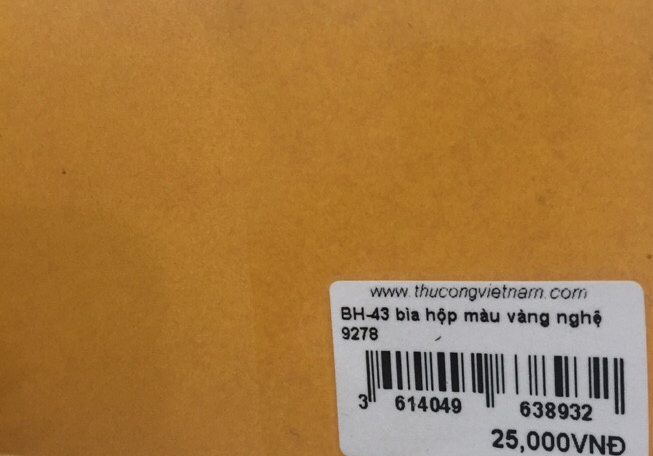 www.thucongvietnam.com
BH-43 bìa hộp màu vàng nghệ
9278
3 614049 638932
25,000VNĐ